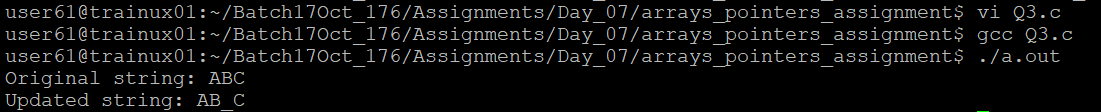 user61@trainux01:~/Batch17Oct_176/Assignments/Day_07/arrays_pointers_assignment$ vi Q3.c
user61@trainux01:~/Batch17Oct_176/Assignments/Day_07/arrays_pointers_assignment$ gcc Q3.c
user61@trainux01:~/Batch17Oct_176/Assignments/Day_07/arrays_pointers_assignment$ ./a.out
Original string: ABC
Updated string: AB_C